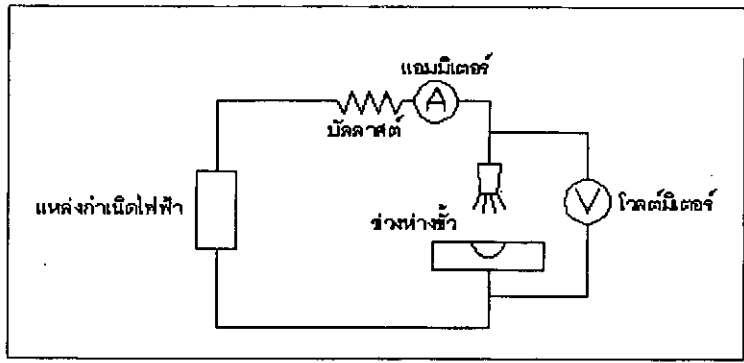 แอมมิเตอร์
A
บัลลาสต์
แหล่งกำเนิดไฟฟ้า
ช่วงห่างขั้ว
V
โวลต์มิเตอร์